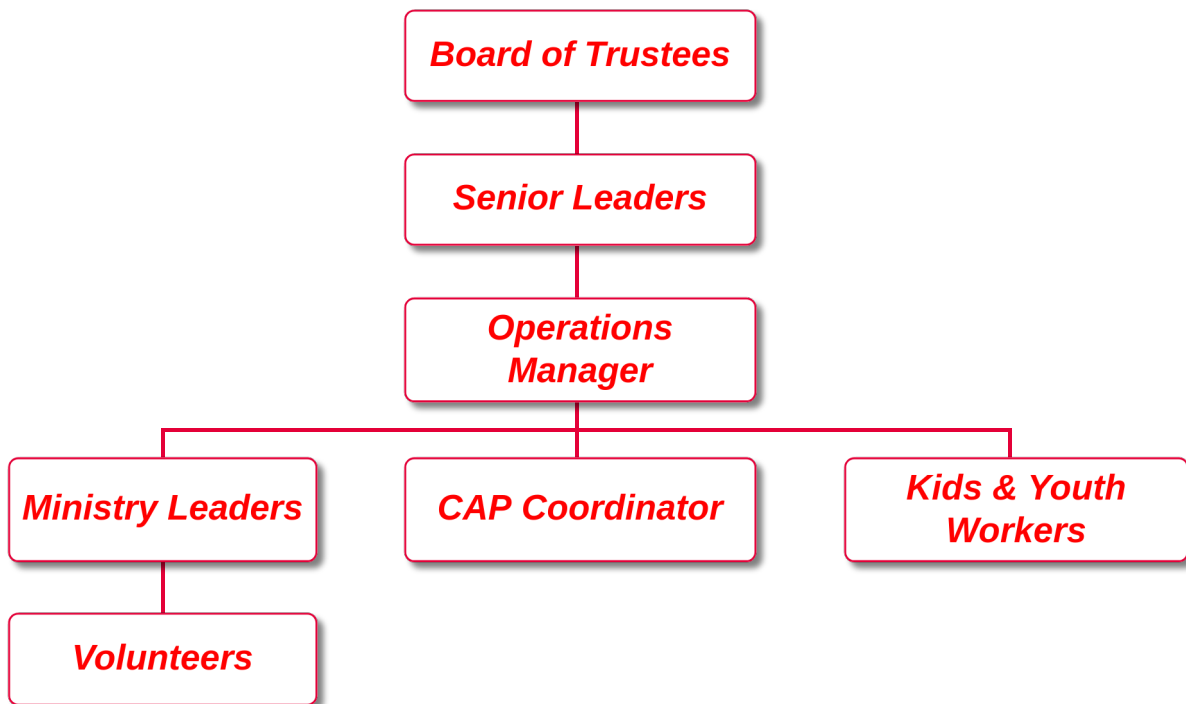 Board of Trustees
Senior Leaders
Operations
Manager
Ministry Leaders
CAP Coordinator
Kids & Youth
Workers
Volunteers